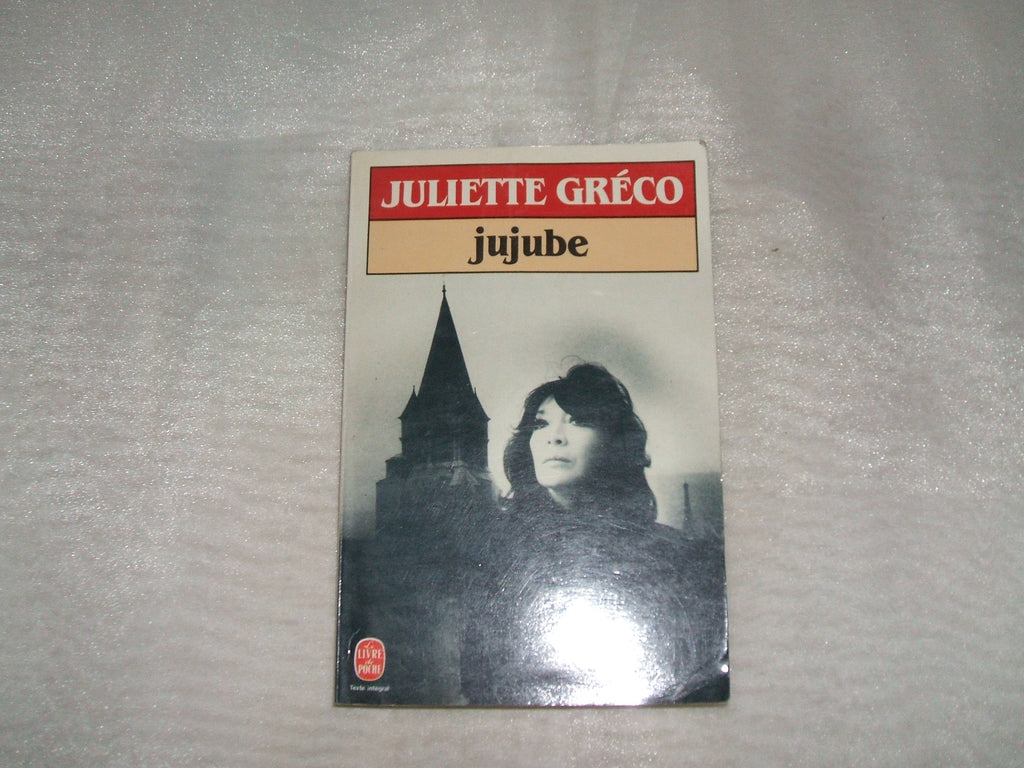 JULIETTE GRÉCO
jujube
Le
LIVRE
de
POCHE
Texte intégral